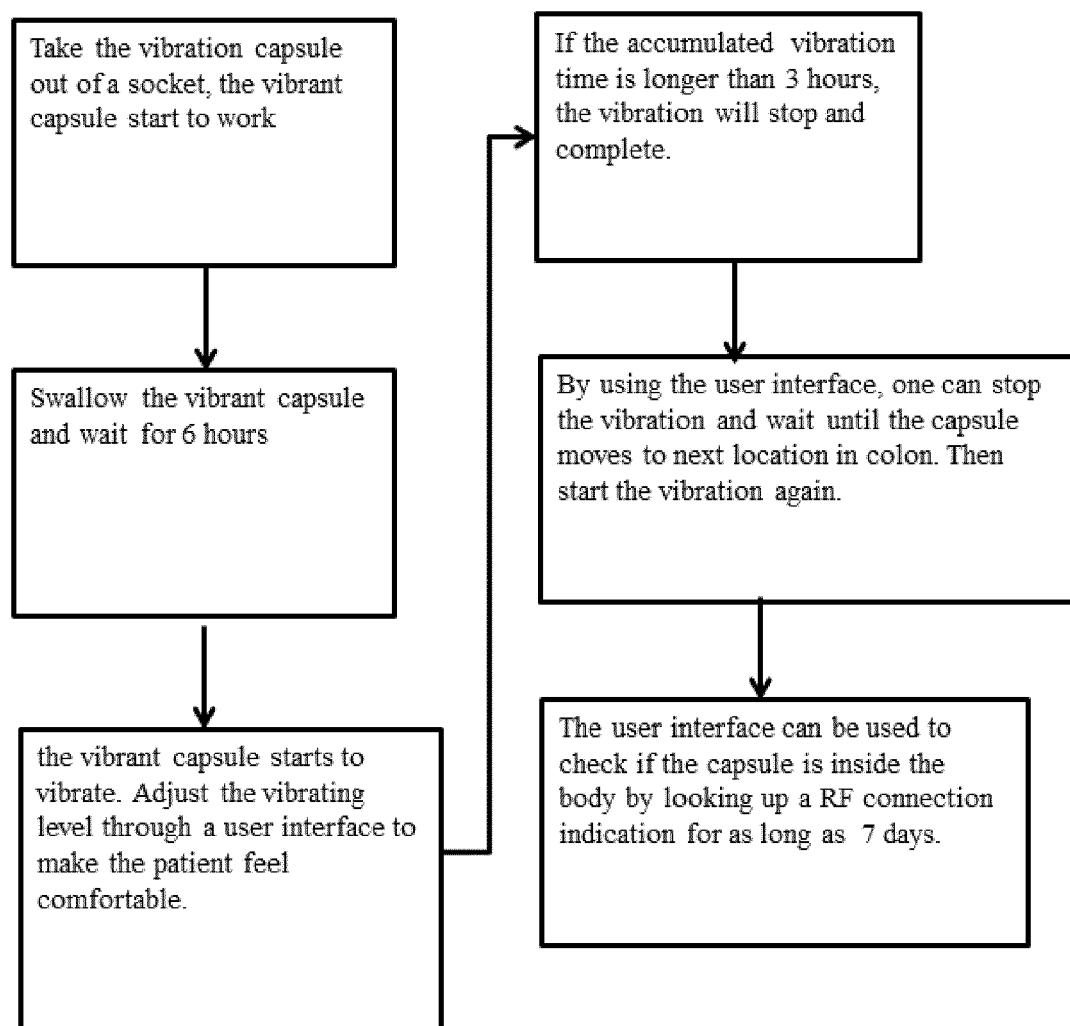 Take the vibration capsule
out of a socket, the vibrant
capsule start to work
Swallow the vibrant capsule
and wait for 6 hours
the vibrant capsule starts to
vibrate. Adjust the vibrating
level through a user interface to
make the patient feel
comfortable.
If the accumulated vibration
time is longer than 3 hours,
the vibration will stop and
complete.
By using the user interface, one can stop
the vibration and wait until the capsule
moves to next location in colon. Then
start the vibration again.
The user interface can be used to
check if the capsule is inside the
body by looking up a RF connection
indication for as long as 7 days.